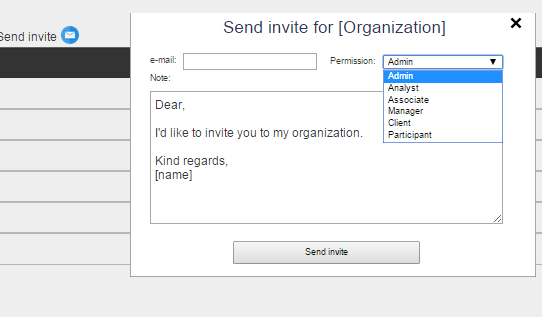 Send invite
Send invite for [Organization]
e-mail:
Permission: Admin
Admin
Analyst
Associate
Manager
Client
Participant
Note:
Dear,
I'd like to invite you to my organization.
Kind regards,
[name]
Send invite